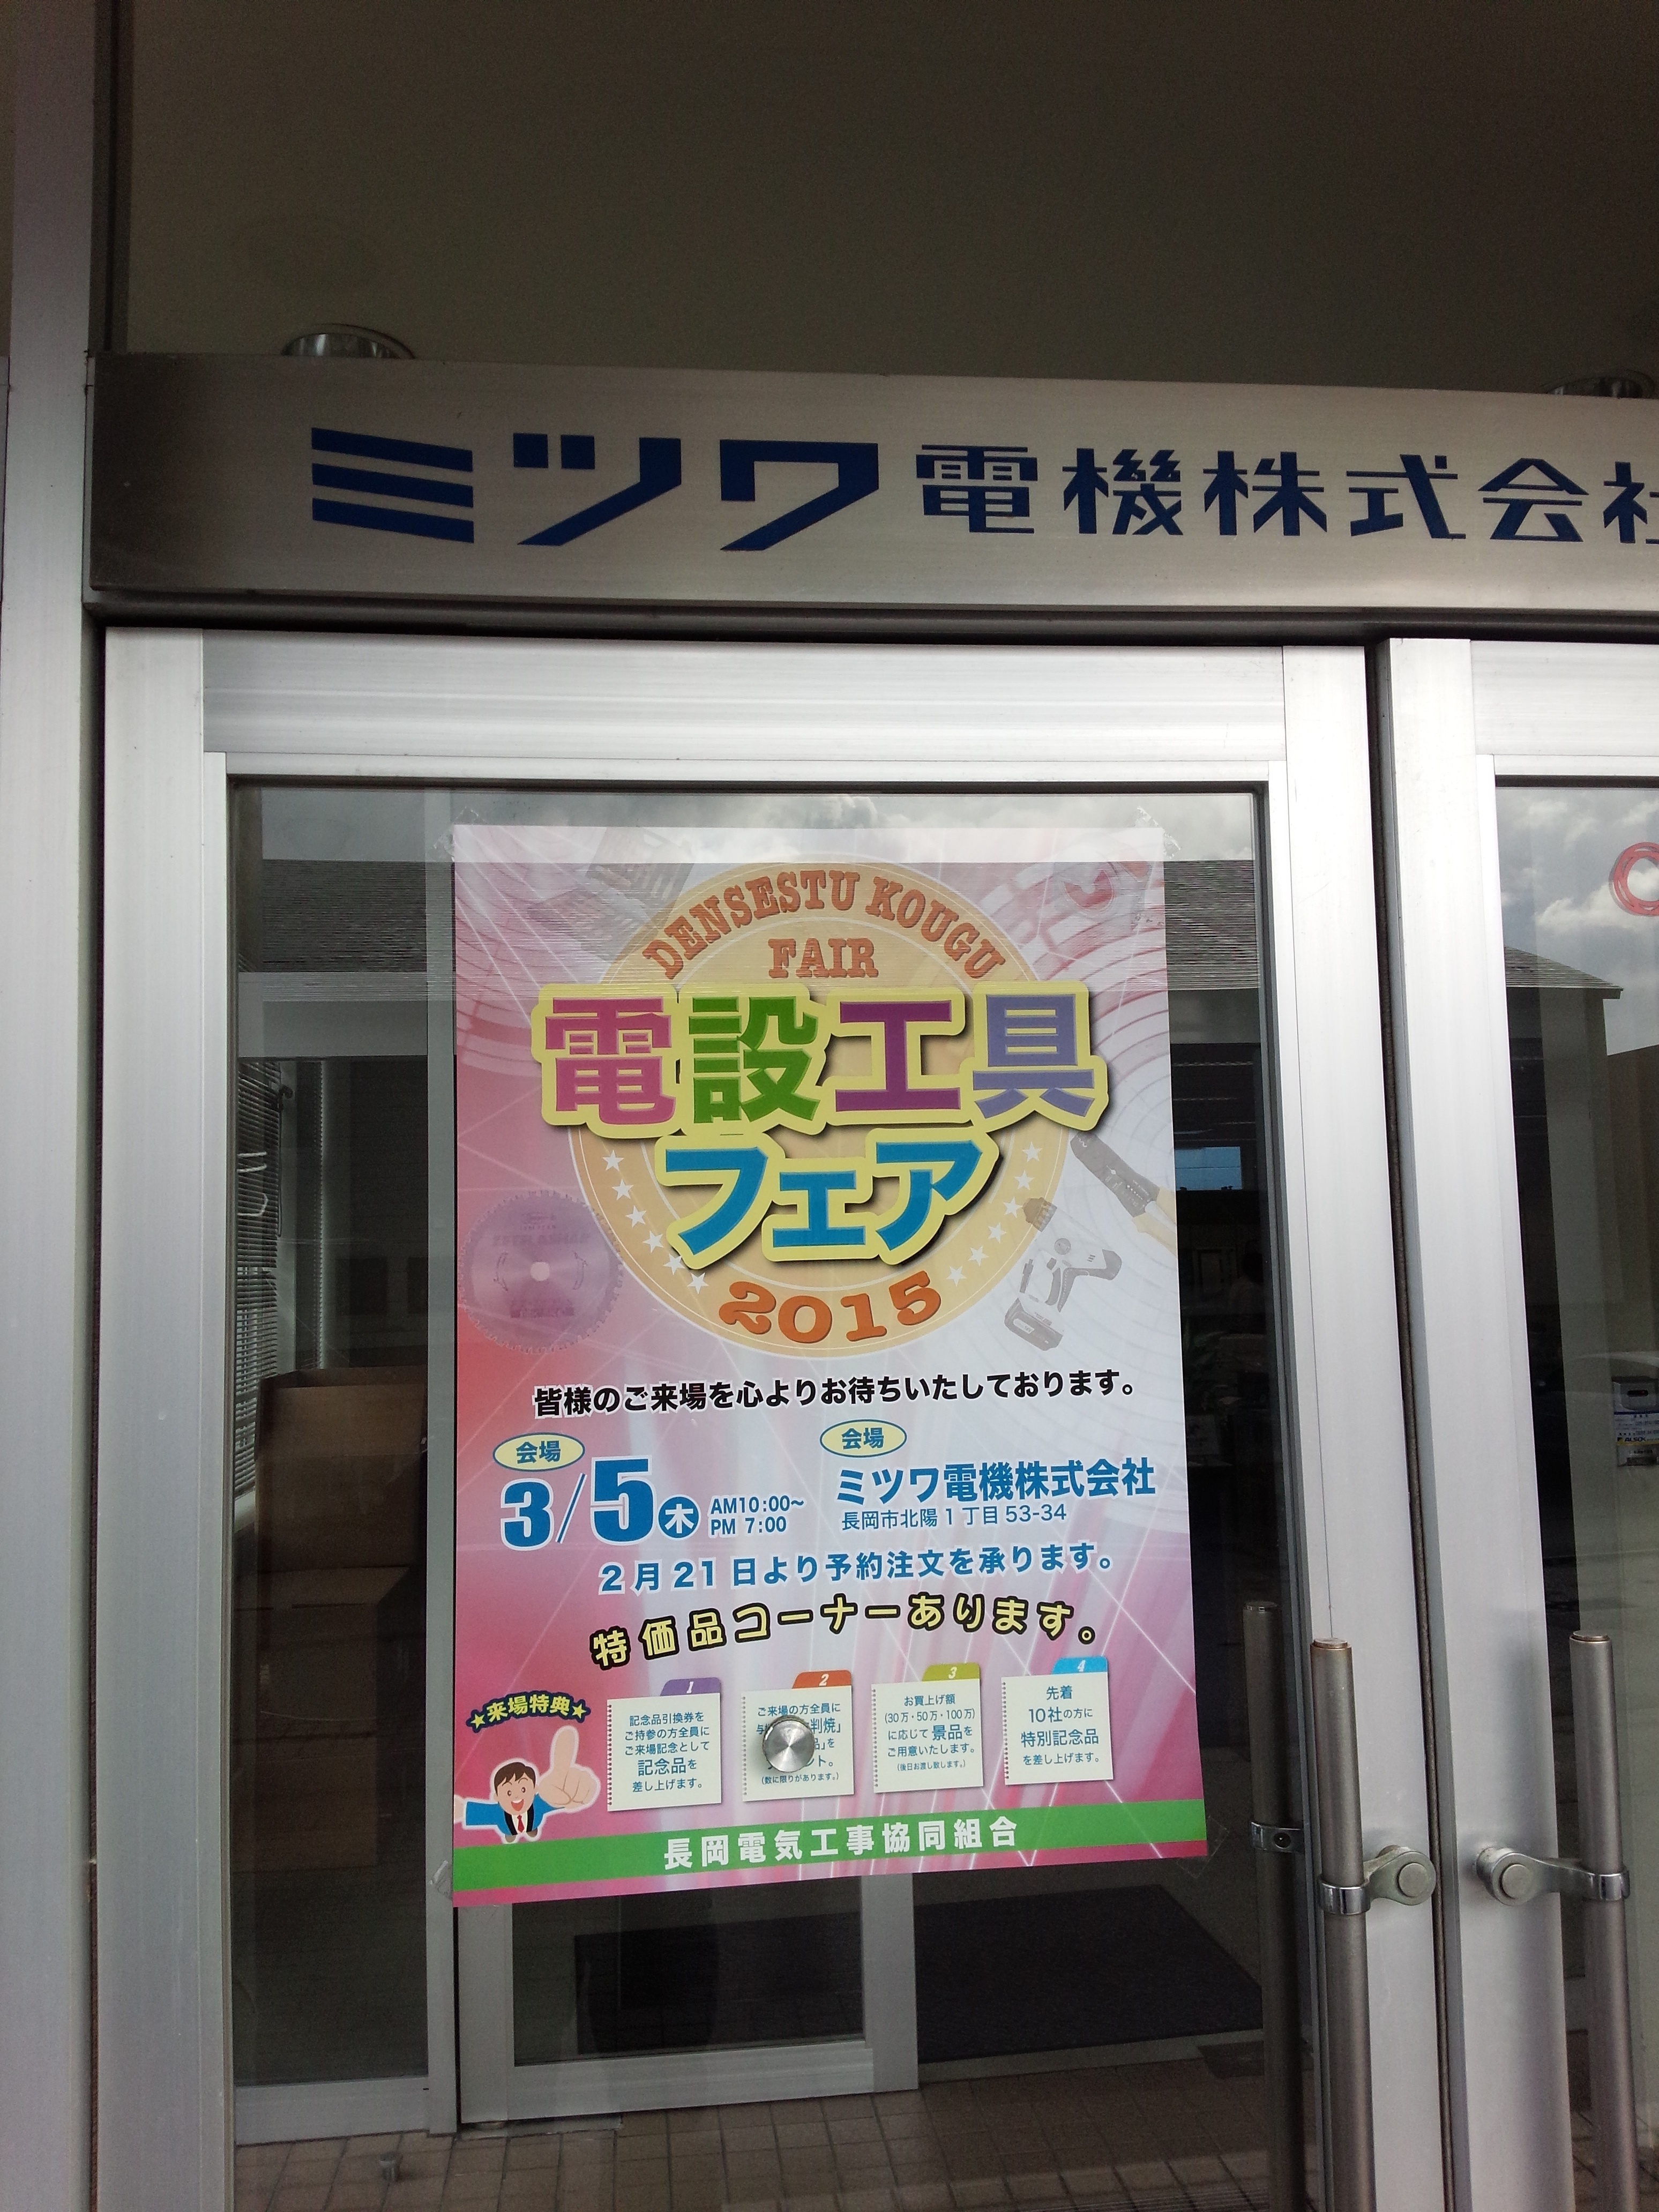 ミツワ電機株式会
DENSESTU KOUGU
FAIR
電設工具
フェア
2015
皆様のご来場を心よりお待ちいたしております。
会場
3/5木 AM10:00~
PM 7:00
会場
ミツワ電機株式会社
長岡市北陽1丁目53-34
2月21日より予約注文を承ります。
特価品コーナーあります。
★来場特典★
1
記念品引換券を
ご持参の方全員に
ご来場記念として
記念品を
差し上げます。
2
ご来場の方全員に
判焼」
品」を
ト。
(数に限りがあります。)
3
お買上げ額
(30万・50万・100万)
に応じて景品を
ご用意いたします。
(後日お渡し致します。)
4
先着
10社の方に
特別記念品
を差し上げます。
長岡電気工事協同組合